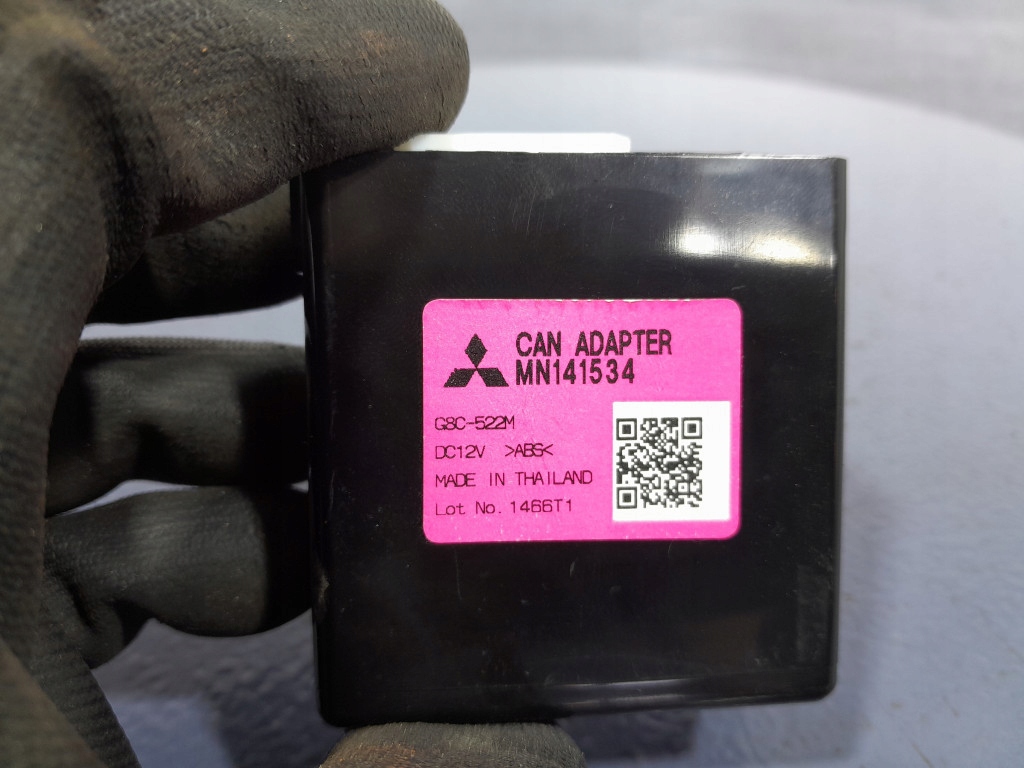 CAN ADAPTER
MN141534
G8C-522M
DC12V >ABS<
MADE IN THAILAND
Lot No. 1466T1